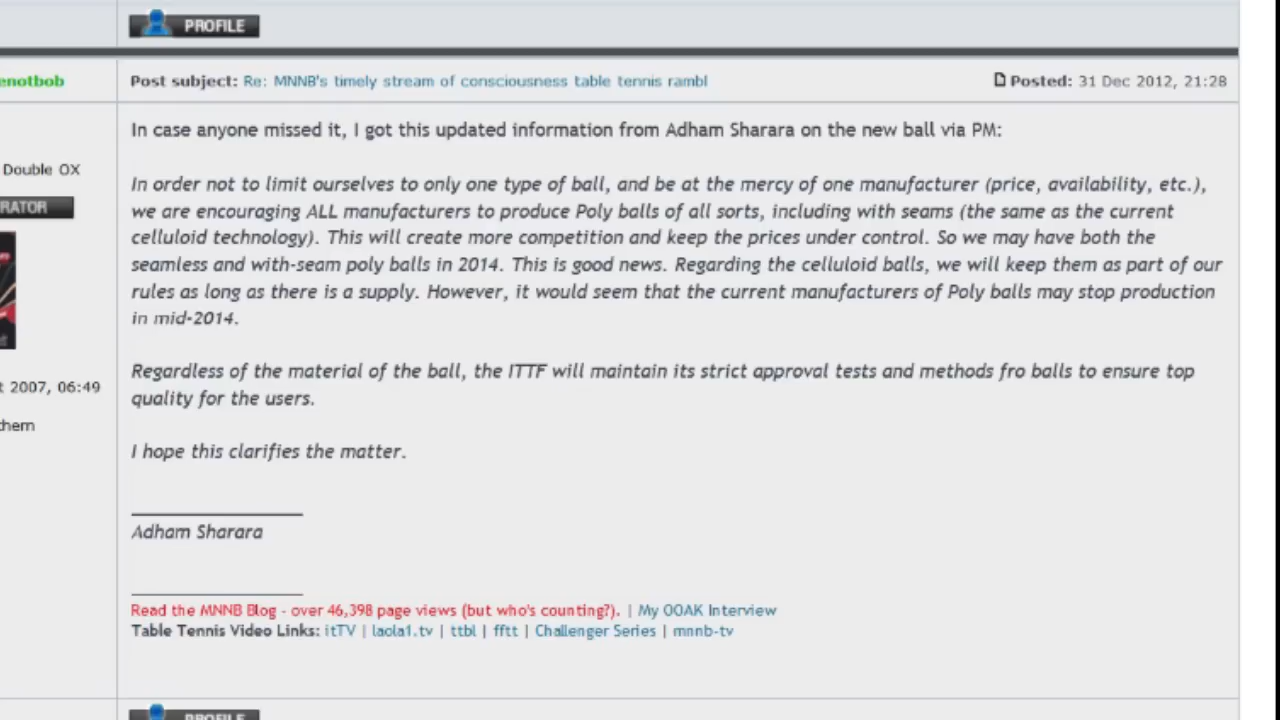 PROFILE
enotbob
Post subject: Re: MNNB's timely stream of consciousness table tennis rambl
Posted: 31 Dec 2012, 21:28
In case anyone missed it, I got this updated information from Adham Sharara on the new ball via PM:
Double OX
RATOR
In order not to limit ourselves to only one type of ball, and be at the mercy of one manufacturer (price, availability, etc.),
we are encouraging ALL manufacturers to produce Poly balls of all sorts, including with seams (the same as the current
celluloid technology). This will create more competition and keep the prices under control. So we may have both the
seamless and with-seam poly balls in 2014. This is good news. Regarding the celluloid balls, we will keep them as part of our
rules as long as there is a supply. However, it would seem that the current manufacturers of Poly balls may stop production
in mid-2014.
Regardless of the material of the ball, the ITTF will maintain its strict approval tests and methods fro balls to ensure top
quality for the users.
t 2007, 06:49
them
I hope this clarifies the matter.
Adham Sharara
Read the MNNB Blog - over 46,398 page views (but who's counting?). | My OOAK Interview
Table Tennis Video Links: itTV | laola1.tv | ttbl | fftt | Challenger Series | mnnb-tv
PROFILE